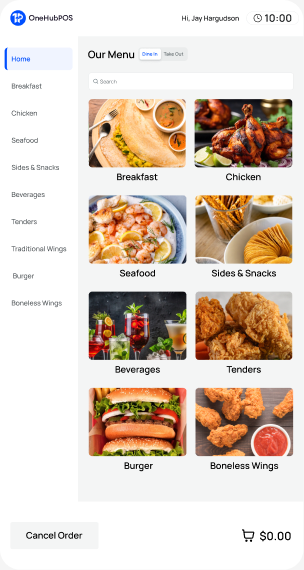 OneHubPOS
Hi, Jay Hargudson
10:00
Home
Breakfast
Chicken
Seafood
Sides & Snacks
Beverages
Tenders
Traditional Wings
Burger
Boneless Wings
Our Menu
Dine In
Take Out
Search
Breakfast
Chicken
Seafood
Sides & Snacks
Beverages
Tenders
Burger
Boneless Wings
Cancel Order
$0.00